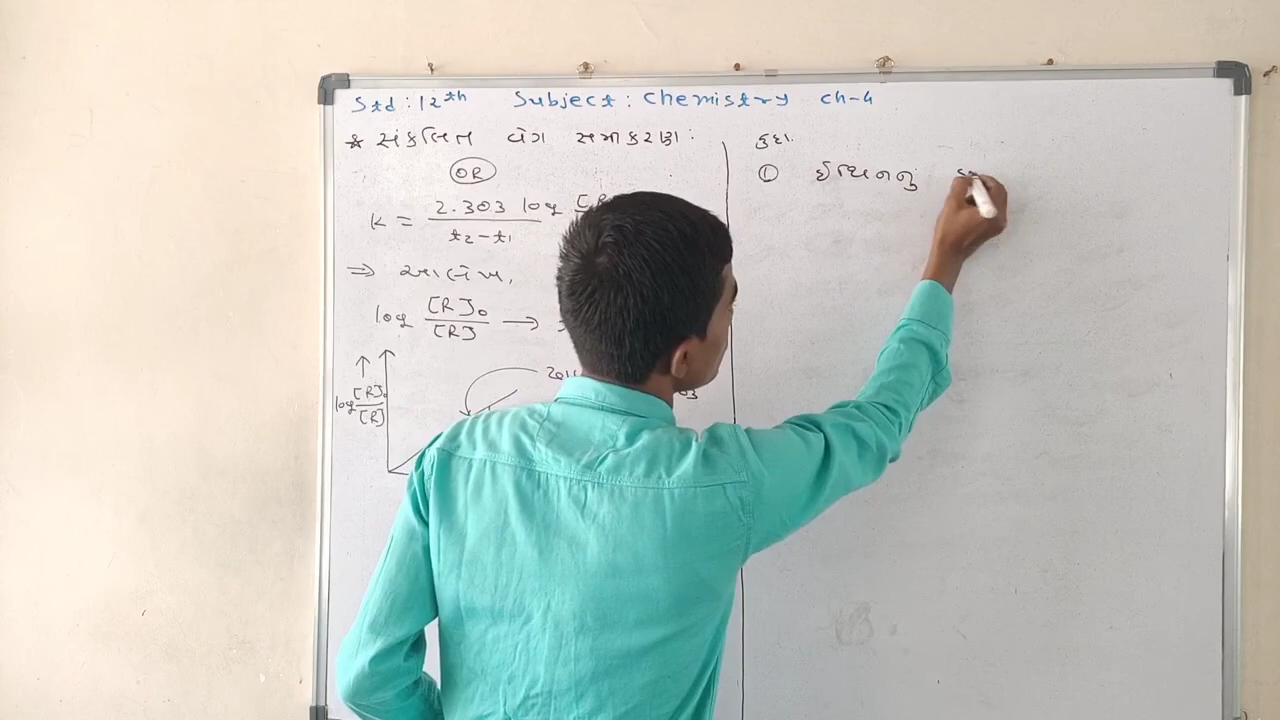 Std : 12th Subject : Chemistry Ch-4
* સંકલિત વેગ સમીકરણ :
OR
K = 2.303 log [R
t2 - t1
⇒ આલેખ,
log [R]0 / [R] →
↑ log [R]0 / [R]
ઉદા.
① ઈથિનનું